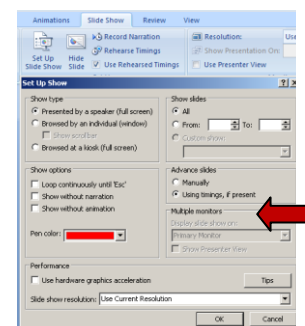 Animations Slide Show Review View
Record Narration
Rehearse Timings
Use Rehearsed Timings
Set Up Slide Show
Hide Slide
Resolution: Us
Show Presentation On:
Use Presenter View
Set Up Show
Show type
Presented by a speaker (full screen)
Browsed by an individual (window)
Show scrollbar
Browsed at a kiosk (full screen)
Show slides
All
From: To:
Custom show:
Show options
Loop continuously until 'Esc'
Show without narration
Show without animation
Pen color:
Advance slides
Manually
Using timings, if present
Multiple monitors
Display slide show on:
Primary Monitor
Show Presenter View
Performance
Use hardware graphics acceleration
Tips
Slide show resolution: Use Current Resolution
OK Cancel